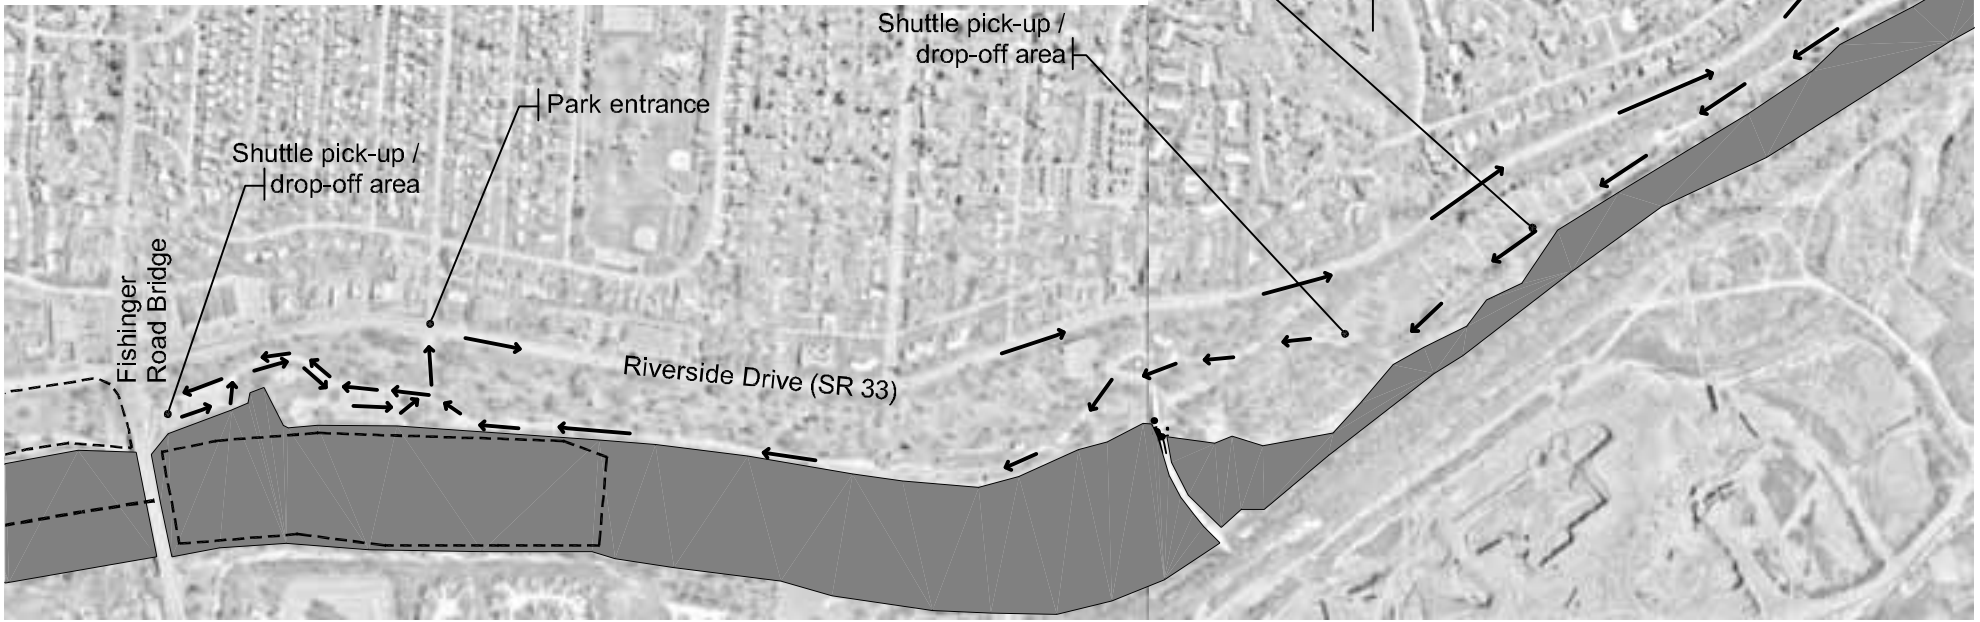 Shuttle pick-up /
drop-off area
Park entrance
Shuttle pick-up /
drop-off area
Fishinger
Road Bridge
Riverside Drive (SR 33)